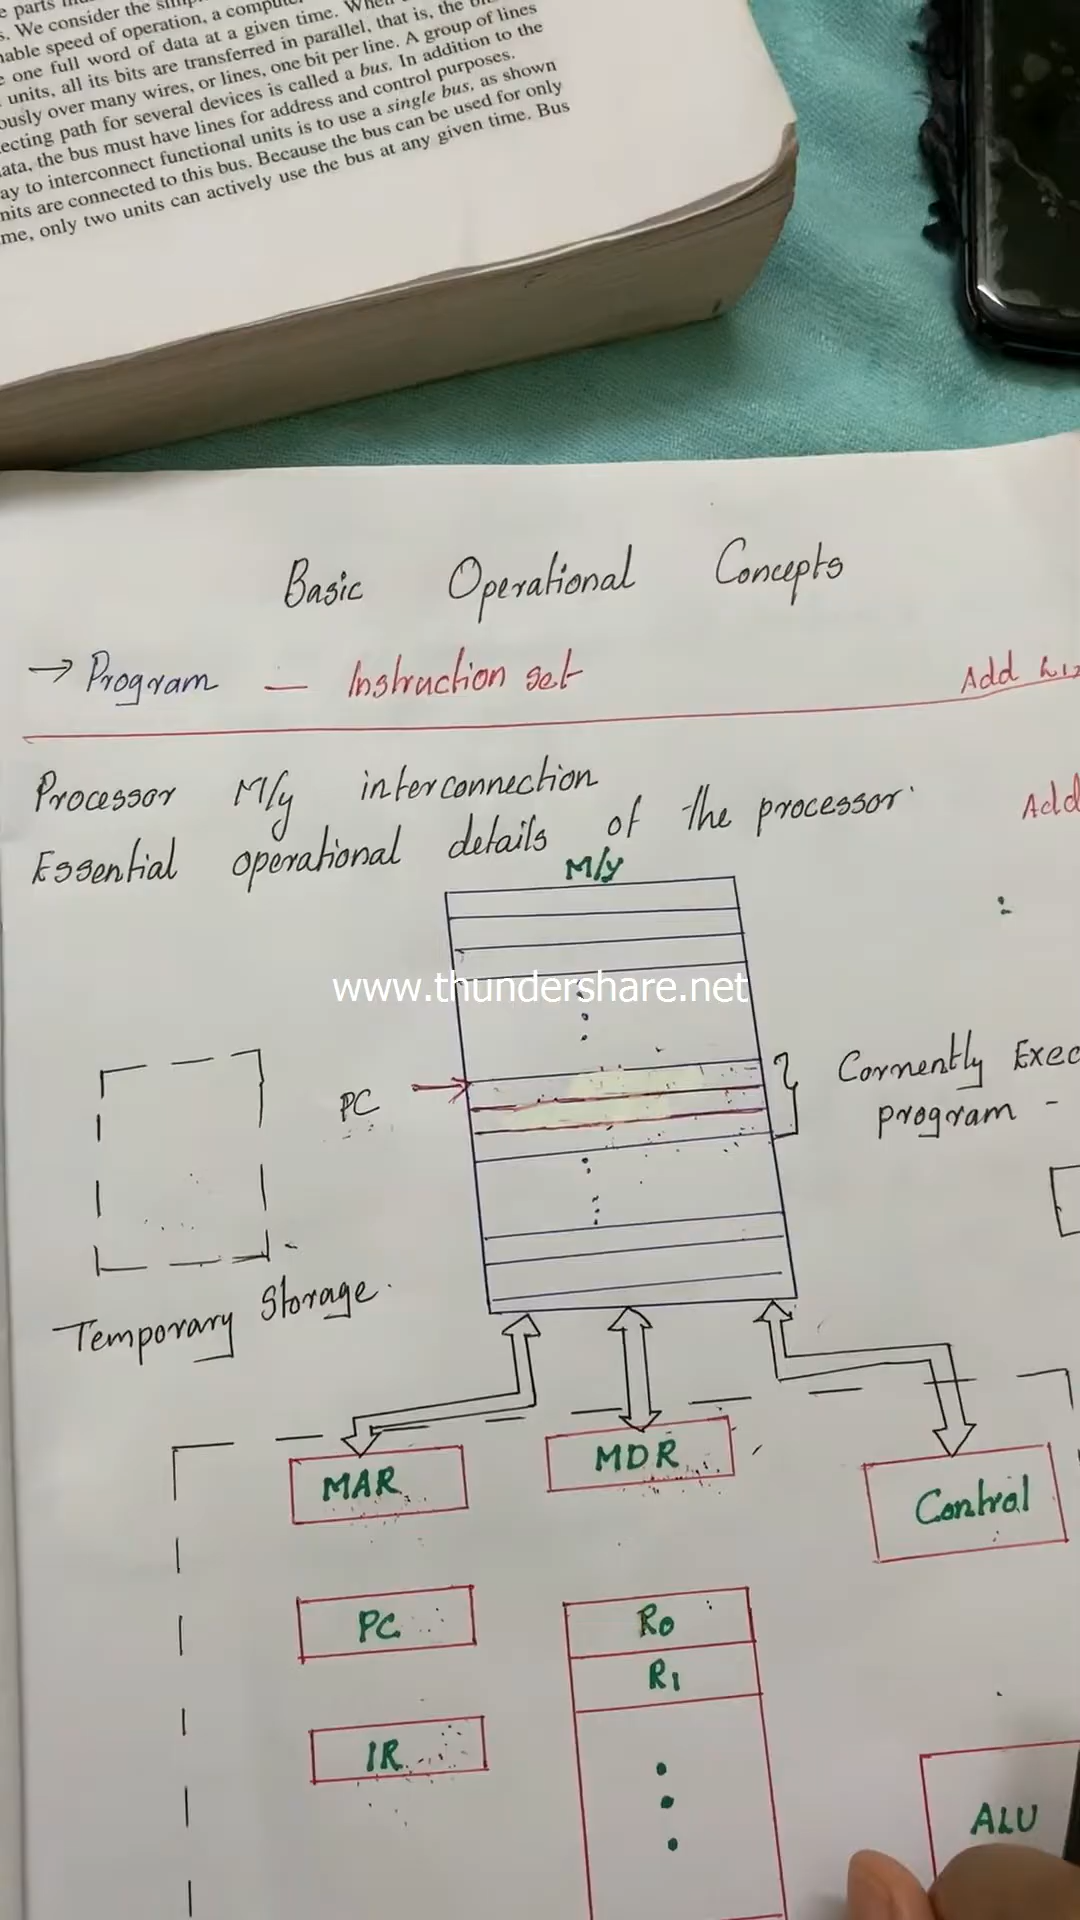 parts
s. We consider the
nable speed of operation, a
e one full word of data at a given time. When
units, all its bits are transferred in parallel, that is, the
ously over many wires, or lines, one bit per line. A group of lines
ecting path for several devices is called a bus. In addition to the
ata, the bus must have lines for address and control purposes.
ay to interconnect functional units is to use a single bus, as shown
nits are connected to this bus. Because the bus can be used for only
me, only two units can actively use the bus at any given time. Bus
Basic Operational Concepts
→ Program — Instruction set
Add
Processor M/y interconnection
Essential operational details of the processor.
Add
M/y
www.thundershare.net
PC
Cornently Exec
program -
Temporary Storage.
MAR
MDR
Control
PC
R0
R1
IR
ALU